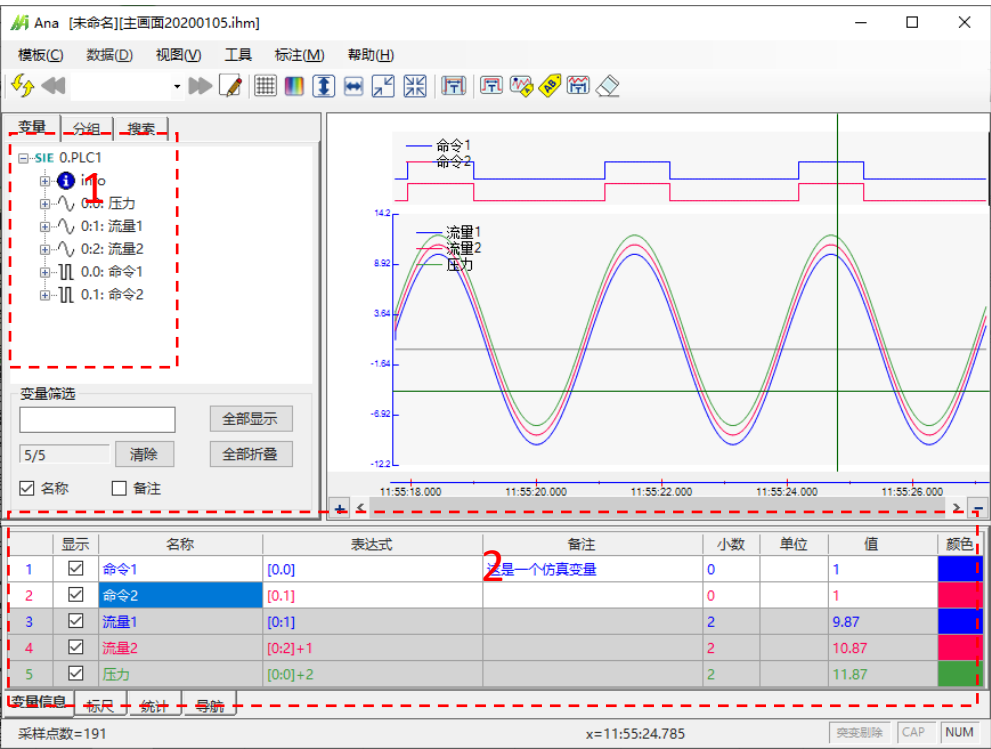 Ana [未命名][主画面20200105.ihm]
模板(C) 数据(D) 视图(V) 工具 标注(M) 帮助(H)
AB
变量 分组 搜索
SIE 0.PLC1
info
0:0: 压力
0:1: 流量1
0:2: 流量2
0.0: 命令1
0.1: 命令2
1
变量筛选
全部显示
5/5 清除 全部折叠
名称 备注
命令1
命令2
14.2
流量1
流量2
压力
8.92
3.64
-1.64
-6.92
-12.2
11:55:18.000 11:55:20.000 11:55:22.000 11:55:24.000 11:55:26.000
显示 名称 表达式 备注 小数 单位 值 颜色
1 命令1 [0.0] 这是一个仿真变量 0 1
2 命令2 [0.1] 0 1
3 流量1 [0:1] 2 9.87
4 流量2 [0:2]+1 2 10.87
5 压力 [0:0]+2 2 11.87
2
变量信息 标尺 统计 导航
采样点数=191 x=11:55:24.785 突变剔除 CAP NUM